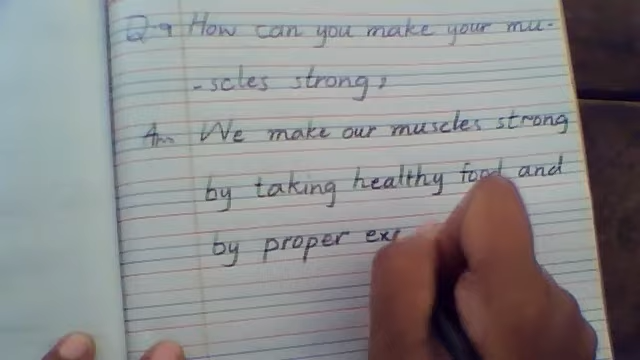 Q-9 How can you make your mu-
-scles strong,
Ans We make our muscles strong
by taking healthy food and
by proper